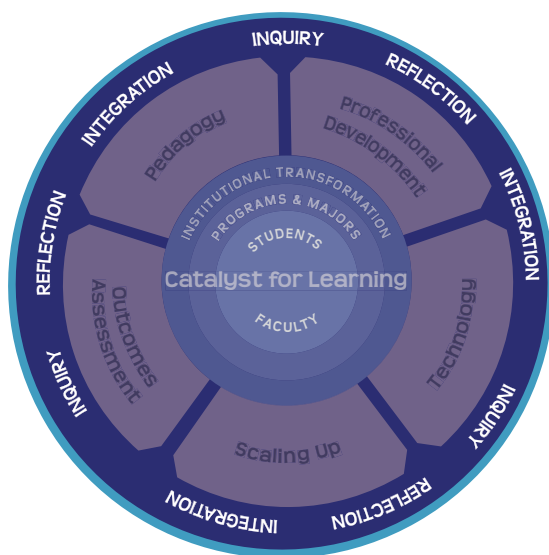 INQUIRY
REFLECTION
INTEGRATION
INQUIRY
REFLECTION
INTEGRATION
INQUIRY
REFLECTION
INTEGRATION
Pedagogy
Professional
Development
Technology
Scaling Up
Outcomes
Assessment
INSTITUTIONAL TRANSFORMATION
PROGRAMS & MAJORS
STUDENTS
Catalyst for Learning
FACULTY